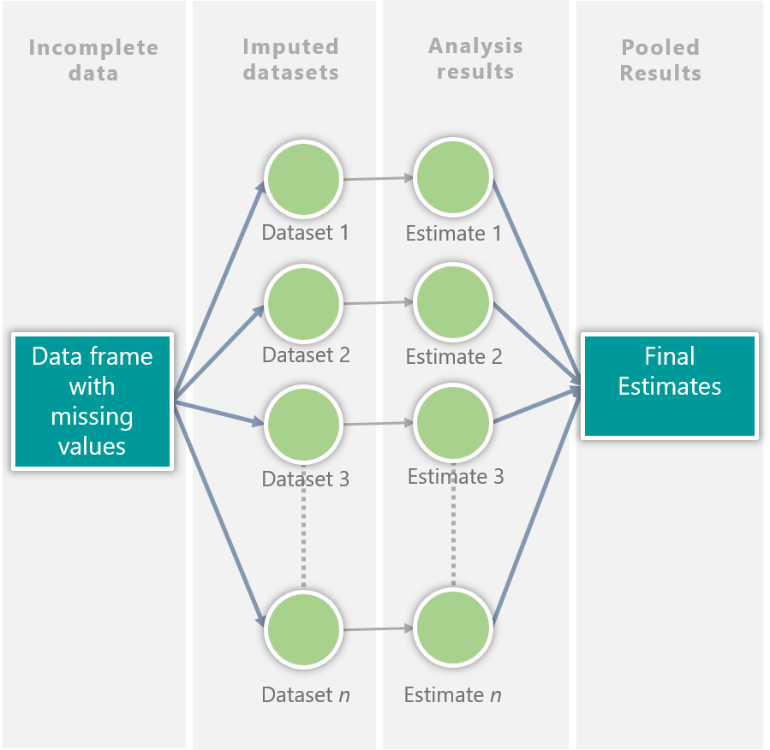 Incomplete
data
Imputed
datasets
Analysis
results
Pooled
Results
Data frame
with
missing
values
Dataset 1
Dataset 2
Dataset 3
Dataset n
Estimate 1
Estimate 2
Estimate 3
Estimate n
Final
Estimates